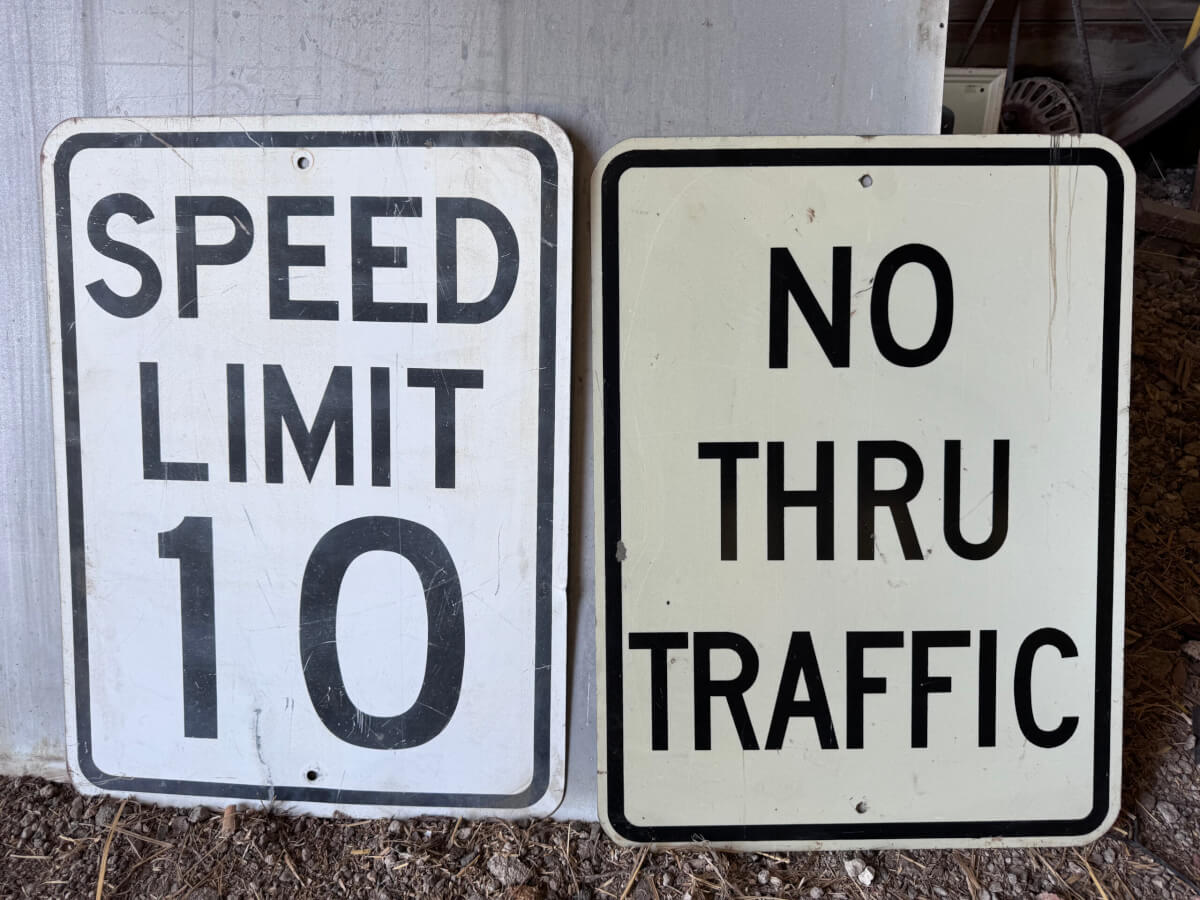 SPEED
LIMIT
10
NO
THRU
TRAFFIC